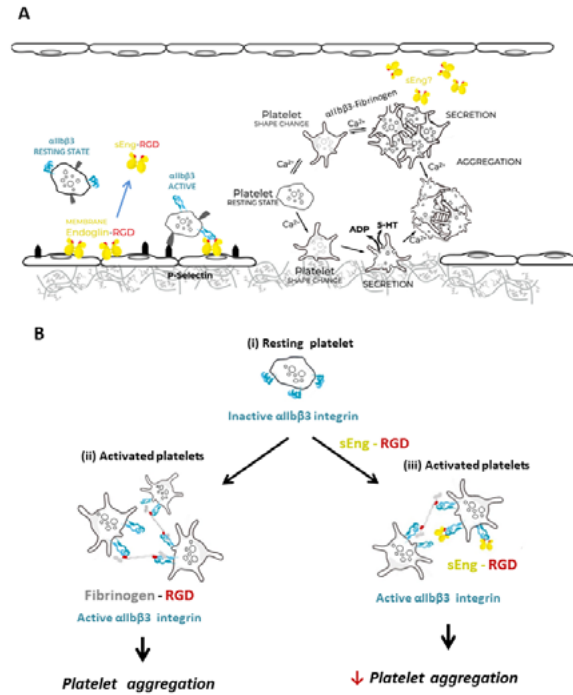 A
sEng?
αIIbβ3-Fibrinogen
Platelet
SHAPE CHANGE
Ca²⁺
SECRETION
αIIbβ3
RESTING STATE
sEng-RGD
αIIbβ3
ACTIVE
Ca²⁺
Ca²⁺
AGGREGATION
Platelet
RESTING STATE
MEMBRANE
Endoglin-RGD
Ca²⁺
ADP
5-HT
Ca²⁺
P-Selectin
Platelet
SHAPE CHANGE
SECRETION
B
(i) Resting platelet
Inactive αIIbβ3 integrin
sEng - RGD
(ii) Activated platelets
(iii) Activated platelets
sEng - RGD
Fibrinogen - RGD
Active αIIbβ3 integrin
Active αIIbβ3 integrin
Platelet aggregation
↓ Platelet aggregation